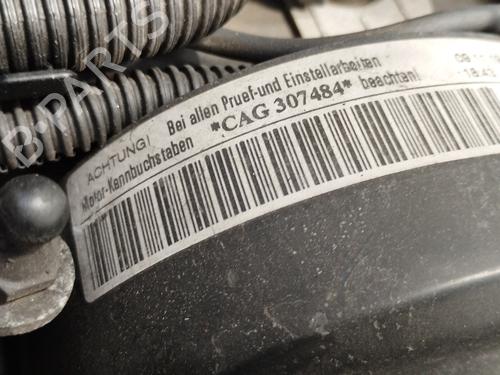 ACHTUNG! Bei allen Pruef-und Einstellarbeiten
Motor-Kennbuchstaben *CAG 307484* beachten!
B-PARTS